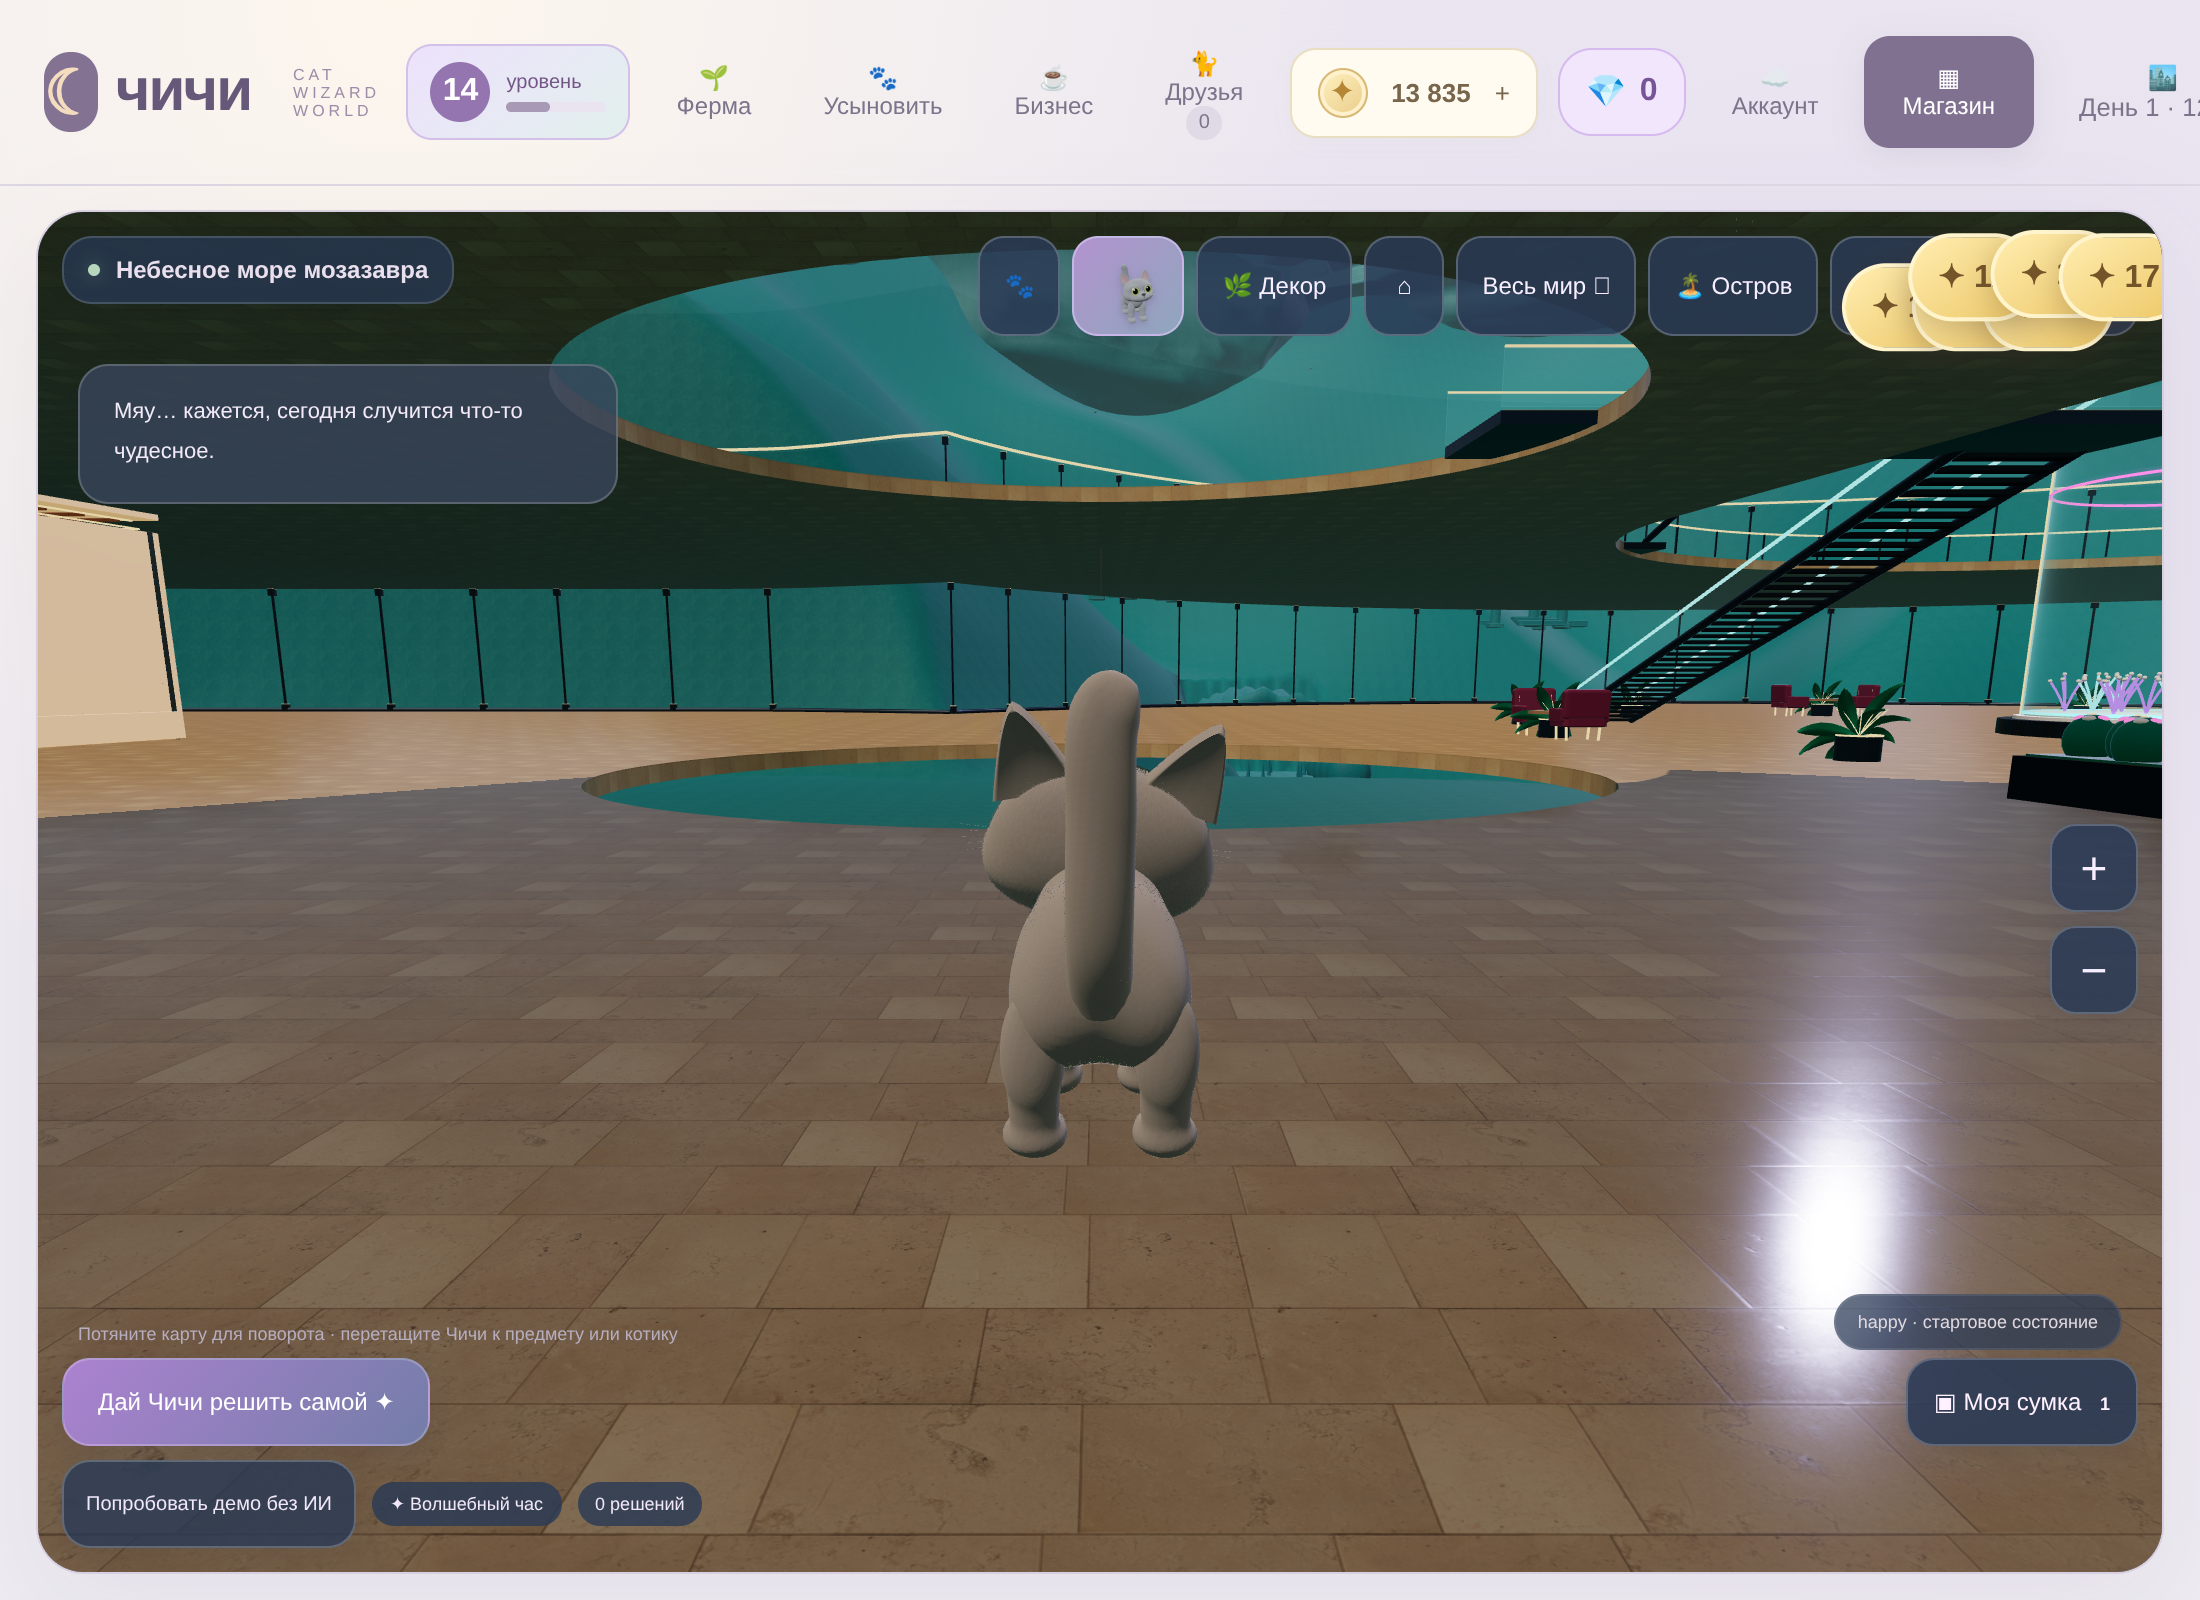 чичи
CAT
WIZARD
WORLD
14
уровень
Ферма
Усыновить
Бизнес
Друзья
0
13 835 +
0
Аккаунт
Магазин
День 1 ·
Небесное море мозазавра
Декор
Весь мир
Остров
17
Мяу… кажется, сегодня случится что-то
чудесное.
+
−
Потяните карту для поворота · перетащите Чичи к предмету или котику
happy · стартовое состояние
Дай Чичи решить самой ✦
Моя сумка 1
Попробовать демо без ИИ
✦ Волшебный час
0 решений